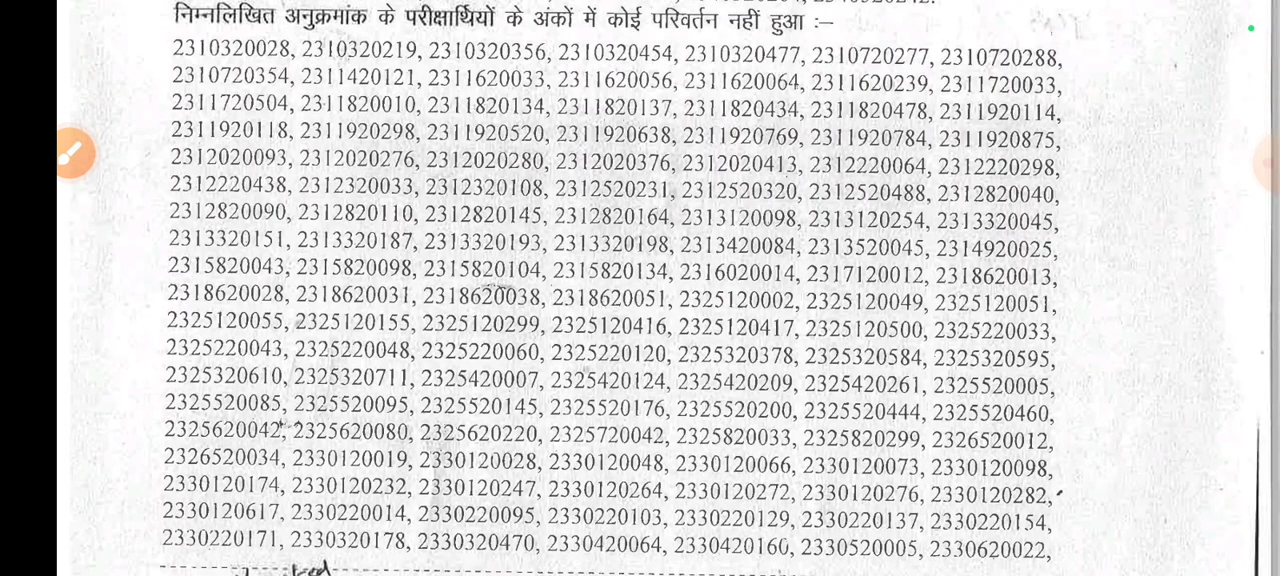 निम्नलिखित अनुक्रमांक के परीक्षार्थियों के अंकों में कोई परिवर्तन नहीं हुआ :–
2310320028, 2310320219, 2310320356, 2310320454, 2310320477, 2310720277, 2310720288,
2310720354, 2311420121, 2311620033, 2311620056, 2311620064, 2311620239, 2311720033,
2311720504, 2311820010, 2311820134, 2311820137, 2311820434, 2311820478, 2311920114,
2311920118, 2311920298, 2311920520, 2311920638, 2311920769, 2311920784, 2311920875,
2312020093, 2312020276, 2312020280, 2312020376, 2312020413, 2312220064, 2312220298,
2312220438, 2312320033, 2312320108, 2312520231, 2312520320, 2312520488, 2312820040,
2312820090, 2312820110, 2312820145, 2312820164, 2313120098, 2313120254, 2313320045,
2313320151, 2313320187, 2313320193, 2313320198, 2313420084, 2313520045, 2314920025,
2315820043, 2315820098, 2315820104, 2315820134, 2316020014, 2317120012, 2318620013,
2318620028, 2318620031, 2318620038, 2318620051, 2325120002, 2325120049, 2325120051,
2325120055, 2325120155, 2325120299, 2325120416, 2325120417, 2325120500, 2325220033,
2325220043, 2325220048, 2325220060, 2325220120, 2325320378, 2325320584, 2325320595,
2325320610, 2325320711, 2325420007, 2325420124, 2325420209, 2325420261, 2325520005,
2325520085, 2325520095, 2325520145, 2325520176, 2325520200, 2325520444, 2325520460,
2325620042, 2325620080, 2325620220, 2325720042, 2325820033, 2325820299, 2326520012,
2326520034, 2330120019, 2330120028, 2330120048, 2330120066, 2330120073, 2330120098,
2330120174, 2330120232, 2330120247, 2330120264, 2330120272, 2330120276, 2330120282,
2330120617, 2330220014, 2330220095, 2330220103, 2330220129, 2330220137, 2330220154,
2330220171, 2330320178, 2330320470, 2330420064, 2330420160, 2330520005, 2330620022,